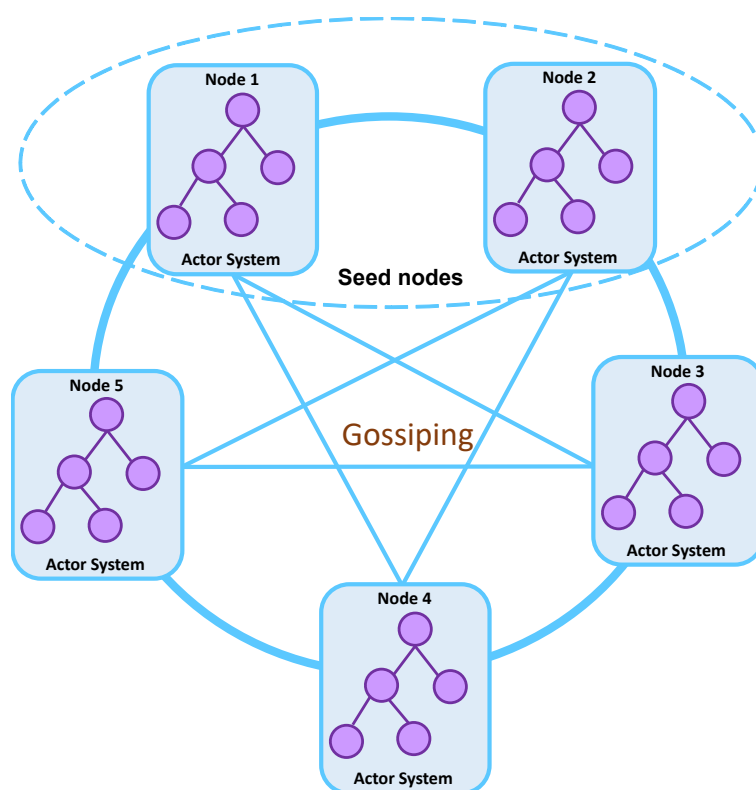 Node 1
Node 2
Actor System
Actor System
Seed nodes
Node 5
Node 3
Gossiping
Actor System
Actor System
Node 4
Actor System